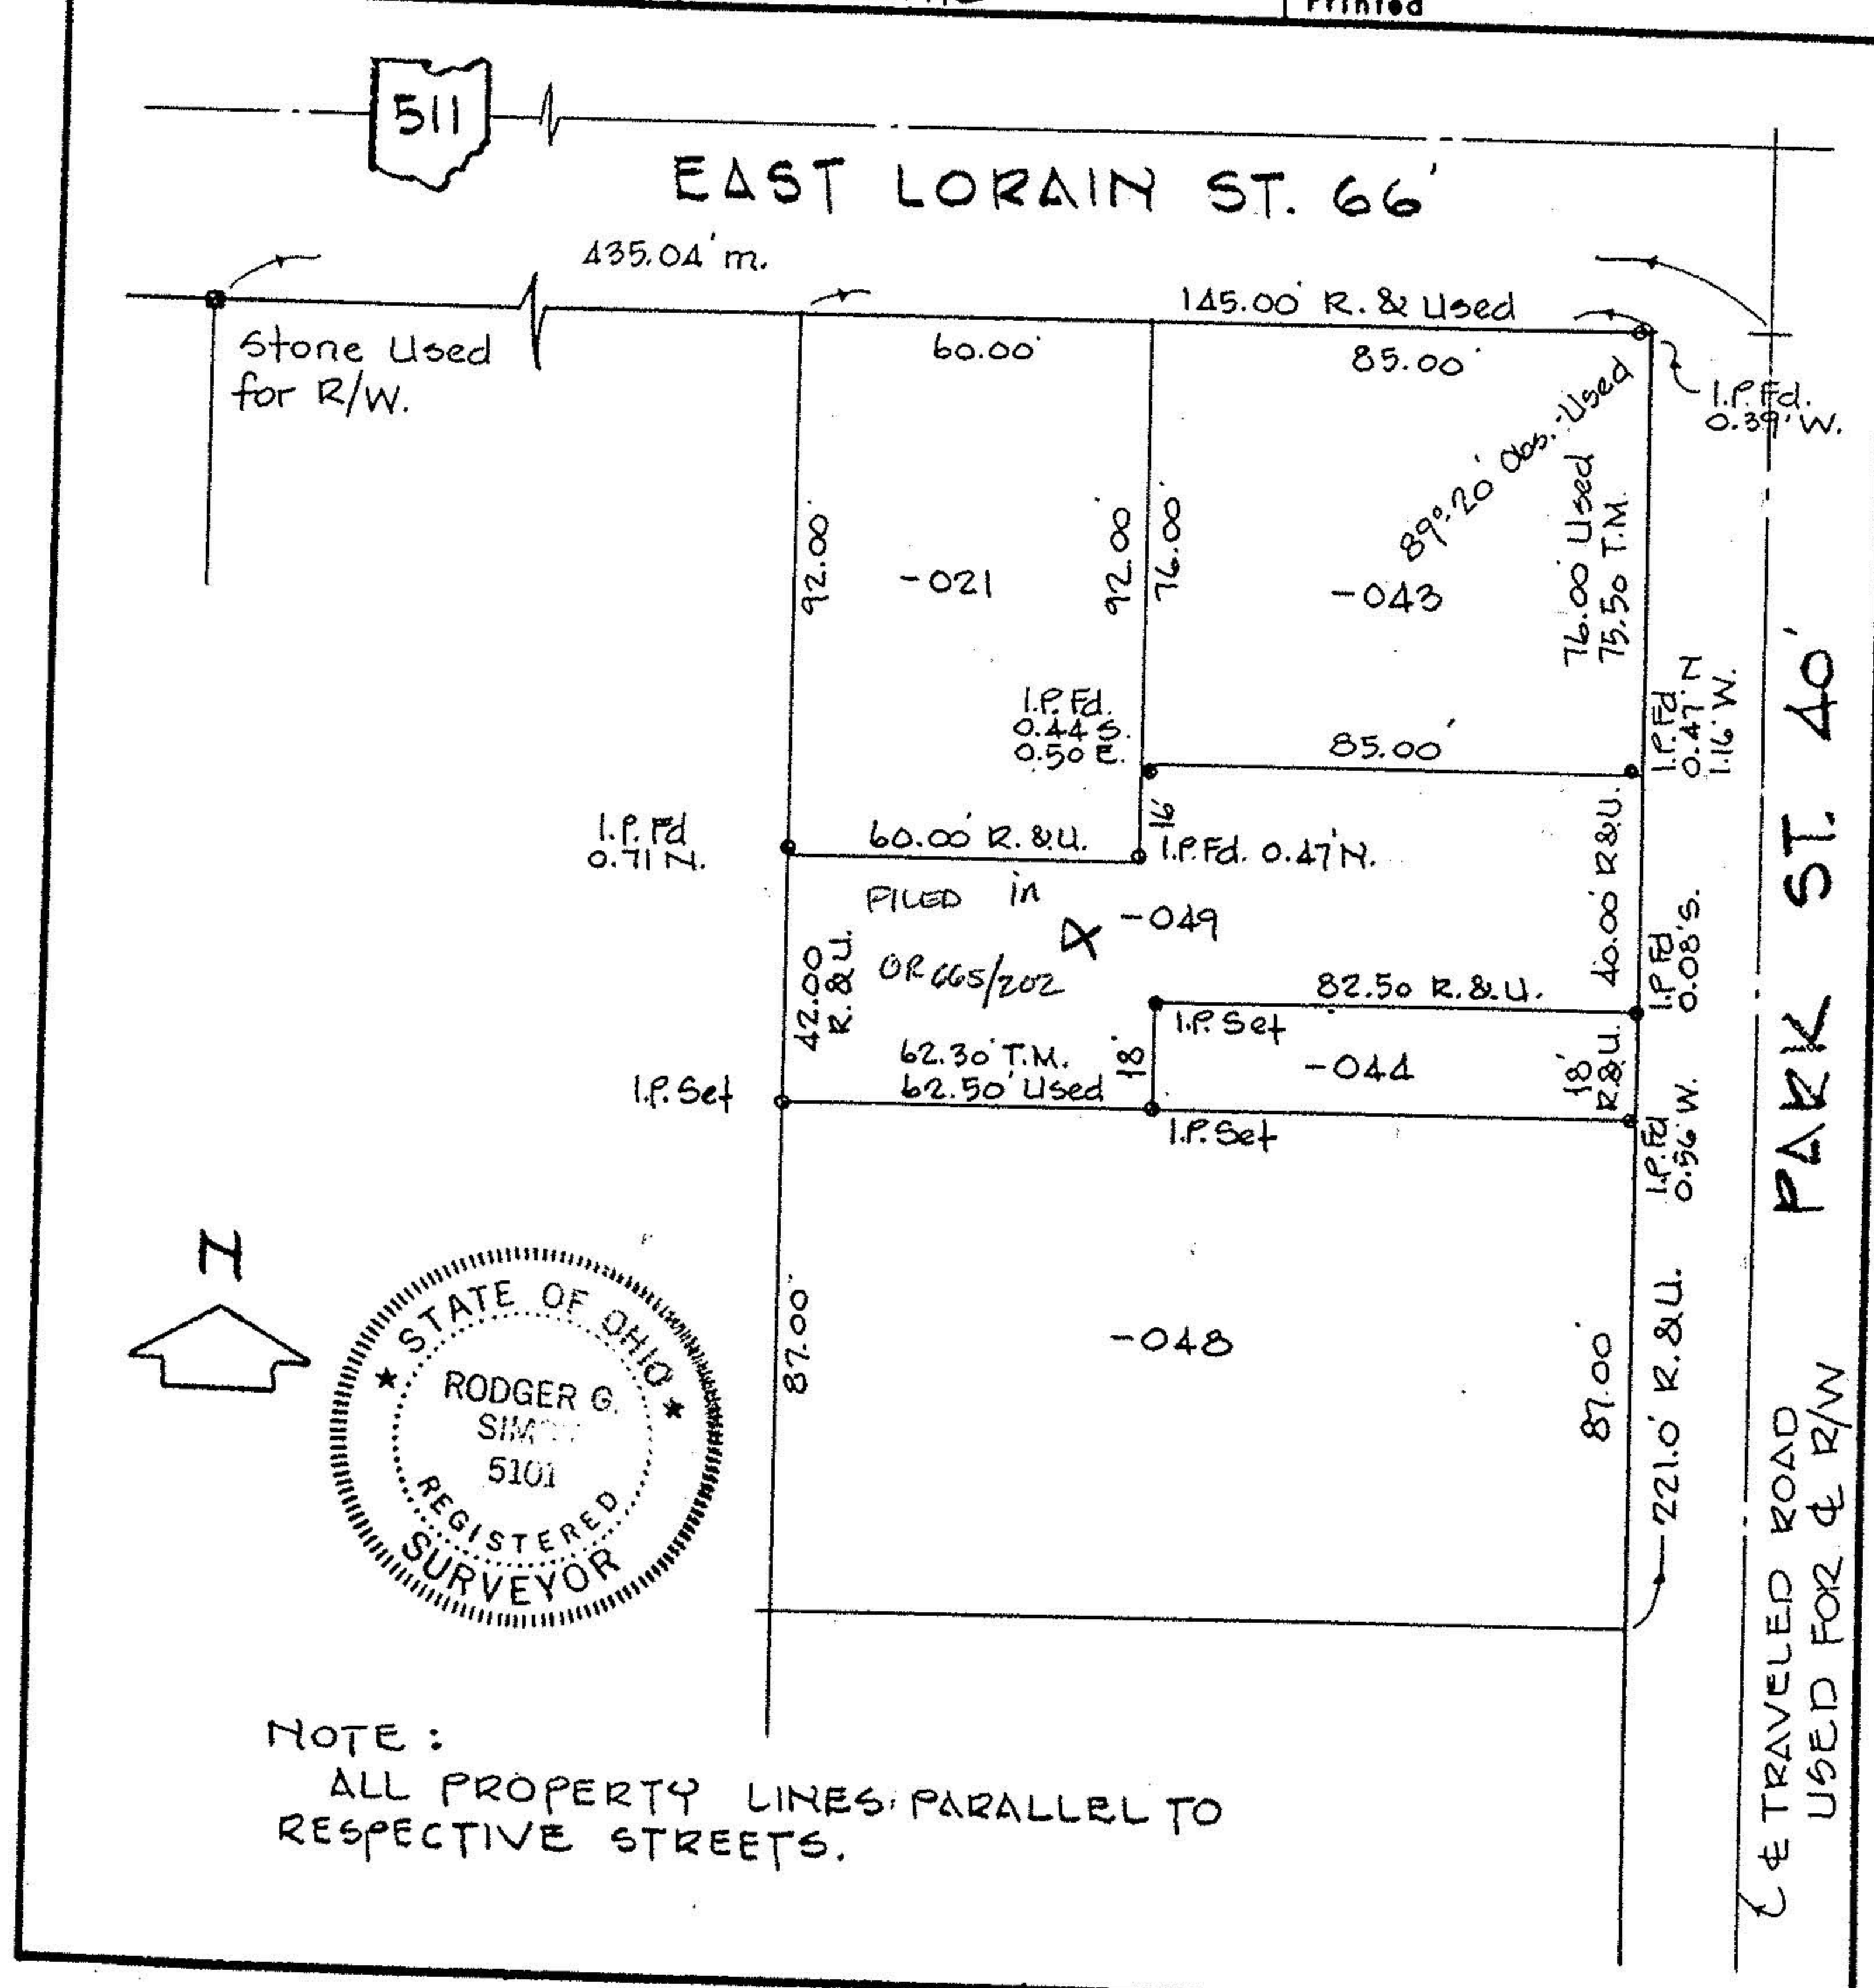 Printed
511
EAST LORAIN ST. 66'
435.04' m.
145.00' R. & Used
Stone Used
for R/W.
60.00'
85.00'
I.P. Fd.
0.39' W.
89°-20' Obs.-Used
92.00'
-021
92.00'
76.00'
-043
76.00' Used
75.50 T.M.
I.P. Fd.
0.44 S.
0.50 E.
85.00'
I.P. Fd
0.47' N
1.16' W.
PARK ST. 40'
I.P. Fd
0.71 N.
60.00' R. & U.
16'
I.P. Fd. 0.47' N.
40.00' R&U.
FILED in
-049
OR 665/202
42.00'
R. & U.
82.50 R. & U.
I.P. Fd
0.08' S.
I.P. Set
62.30' T.M.
62.50' Used
18'
-044
18'
R&U.
I.P. Set
I.P. Set
I.P. Fd
0.56' W.
N
87.00'
-048
87.00'
221.0' R. & U.
STATE OF OHIO
RODGER G.
5101
REGISTERED
SURVEYOR
℄ TRAVELED ROAD
USED FOR ℄ R/W
NOTE :
ALL PROPERTY LINES PARALLEL TO
RESPECTIVE STREETS.